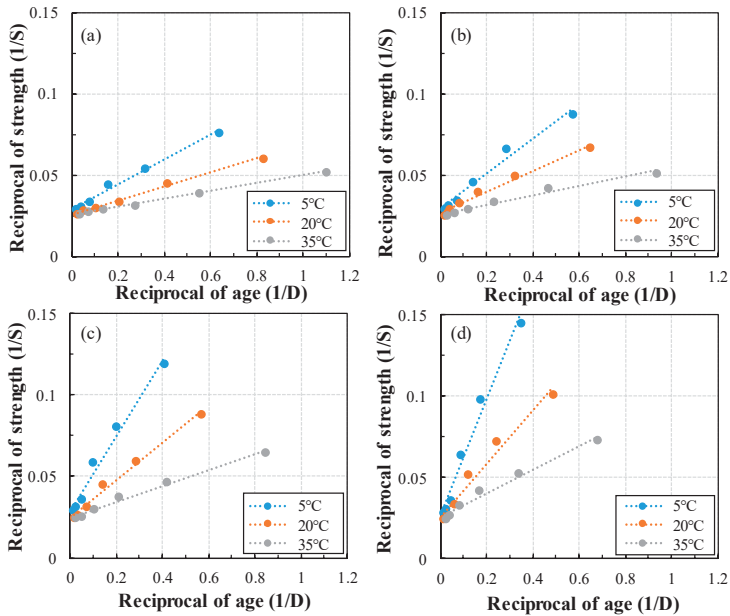 (a)
0.15
0.1
0.05
0
Reciprocal of strength (1/S)
0 0.2 0.4 0.6 0.8 1 1.2
Reciprocal of age (1/D)
5°C
20°C
35°C
(b)
0.15
0.1
0.05
0
Reciprocal of strength (1/S)
0 0.2 0.4 0.6 0.8 1 1.2
Reciprocal of age (1/D)
5°C
20°C
35°C
(c)
0.15
0.1
0.05
0
Reciprocal of strength (1/S)
0 0.2 0.4 0.6 0.8 1 1.2
Reciprocal of age (1/D)
5°C
20°C
35°C
(d)
0.15
0.1
0.05
0
Reciprocal of strength (1/S)
0 0.2 0.4 0.6 0.8 1 1.2
Reciprocal of age (1/D)
5°C
20°C
35°C